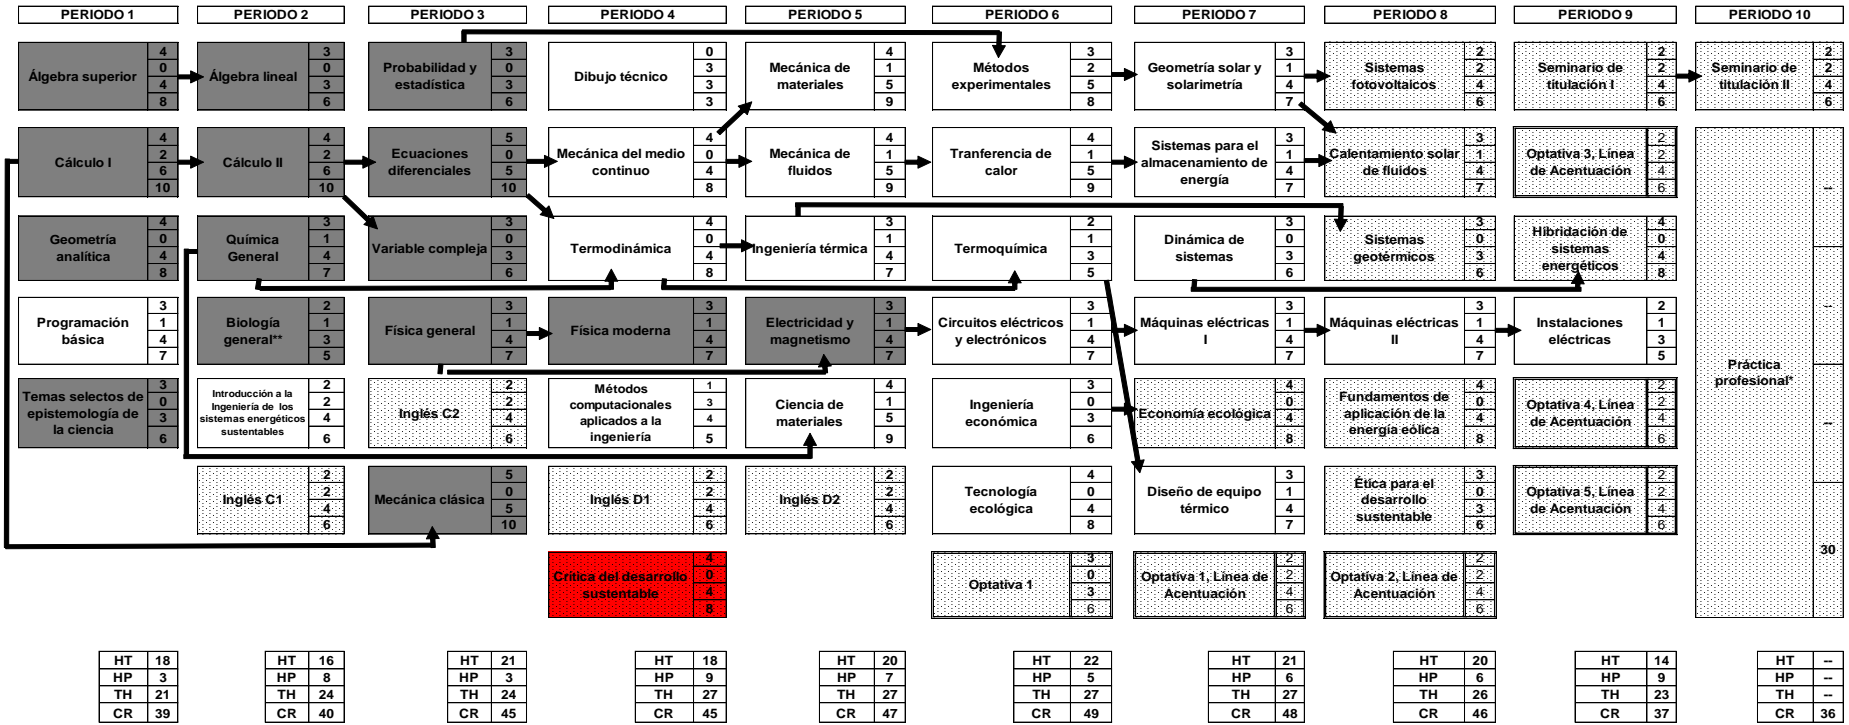 PERIODO 1
PERIODO 2
PERIODO 3
PERIODO 4
PERIODO 5
PERIODO 6
PERIODO 7
PERIODO 8
PERIODO 9
PERIODO 10
Álgebra superior
4
0
4
8
Álgebra lineal
3
0
3
6
Probabilidad y
estadística
3
0
3
6
Dibujo técnico
0
3
3
3
Mecánica de
materiales
4
1
5
9
Métodos
experimentales
3
2
5
8
Geometría solar y
solarimetría
3
1
4
7
Sistemas
fotovoltaicos
2
2
4
6
Seminario de
titulación I
2
2
4
6
Seminario de
titulación II
2
2
4
6
Cálculo I
4
2
6
10
Cálculo II
4
2
6
10
Ecuaciones
diferenciales
5
0
5
10
Mecánica del medio
continuo
4
0
4
8
Mecánica de
fluidos
4
1
5
9
Tranferencia de
calor
4
1
5
9
Sistemas para el
almacenamiento de
energía
3
1
4
7
Calentamiento solar
de fluidos
3
1
4
7
Optativa 3, Línea
de Acentuación
2
2
4
6
Práctica
profesional*
--
--
--
30
Geometría
analítica
4
0
4
8
Química
General
3
1
4
7
Variable compleja
3
0
3
6
Termodinámica
4
0
4
8
Ingeniería térmica
3
1
4
7
Termoquímica
2
1
3
5
Dinámica de
sistemas
3
0
3
6
Sistemas
geotérmicos
3
0
3
6
Hibridación de
sistemas
energéticos
4
0
4
8
Programación
básica
3
1
4
7
Biología
general**
2
1
3
5
Física general
3
1
4
7
Física moderna
3
1
4
7
Electricidad y
magnetismo
3
1
4
7
Circuitos eléctricos
y electrónicos
3
1
4
7
Máquinas eléctricas
I
3
1
4
7
Máquinas eléctricas
II
3
1
4
7
Instalaciones
eléctricas
2
1
3
5
Temas selectos de
epistemología de
la ciencia
3
0
3
6
Introducción a la
Ingeniería de los
sistemas energéticos
sustentables
2
2
4
6
Inglés C2
2
2
4
6
Métodos
computacionales
aplicados a la
ingeniería
1
3
4
5
Ciencia de
materiales
4
1
5
9
Ingeniería
económica
3
0
3
6
Economía ecológica
4
0
4
8
Fundamentos de
aplicación de la
energía eólica
4
0
4
8
Optativa 4, Línea
de Acentuación
2
2
4
6
Inglés C1
2
2
4
6
Mecánica clásica
5
0
5
10
Inglés D1
2
2
4
6
Inglés D2
2
2
4
6
Tecnología
ecológica
4
0
4
8
Diseño de equipo
térmico
3
1
4
7
Ética para el
desarrollo
sustentable
3
0
3
6
Optativa 5, Línea
de Acentuación
2
2
4
6
Crítica del desarrollo
sustentable
4
0
4
8
Optativa 1
3
0
3
6
Optativa 1, Línea de
Acentuación
2
2
4
6
Optativa 2, Línea de
Acentuación
2
2
4
6
HT 18
HP 3
TH 21
CR 39
HT 16
HP 8
TH 24
CR 40
HT 21
HP 3
TH 24
CR 45
HT 18
HP 9
TH 27
CR 45
HT 20
HP 7
TH 27
CR 47
HT 22
HP 5
TH 27
CR 49
HT 21
HP 6
TH 27
CR 48
HT 20
HP 6
TH 26
CR 46
HT 14
HP 9
TH 23
CR 37
HT --
HP --
TH --
CR 36